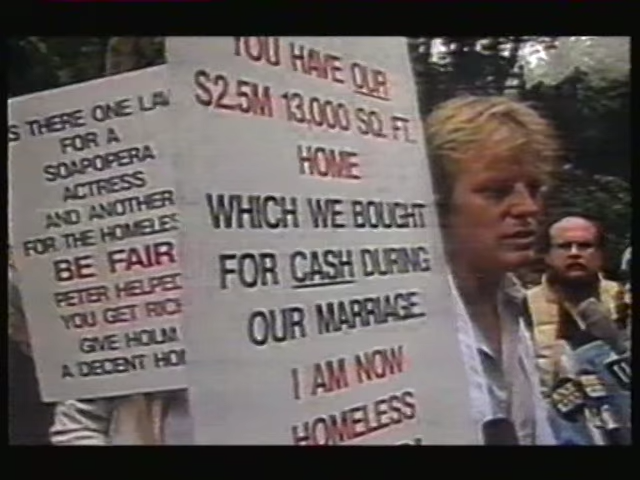 S THERE ONE LAW
FOR A
SOAPOPERA
ACTRESS
AND ANOTHER
FOR THE HOMELES
BE FAIR
PETER HELPED
YOU GET RICH
GIVE HOLM
A DECENT HO
YOU HAVE OUR
$2.5M 13,000 SQ. FT.
HOME
WHICH WE BOUGHT
FOR CASH DURING
OUR MARRIAGE.
I AM NOW
HOMELESS